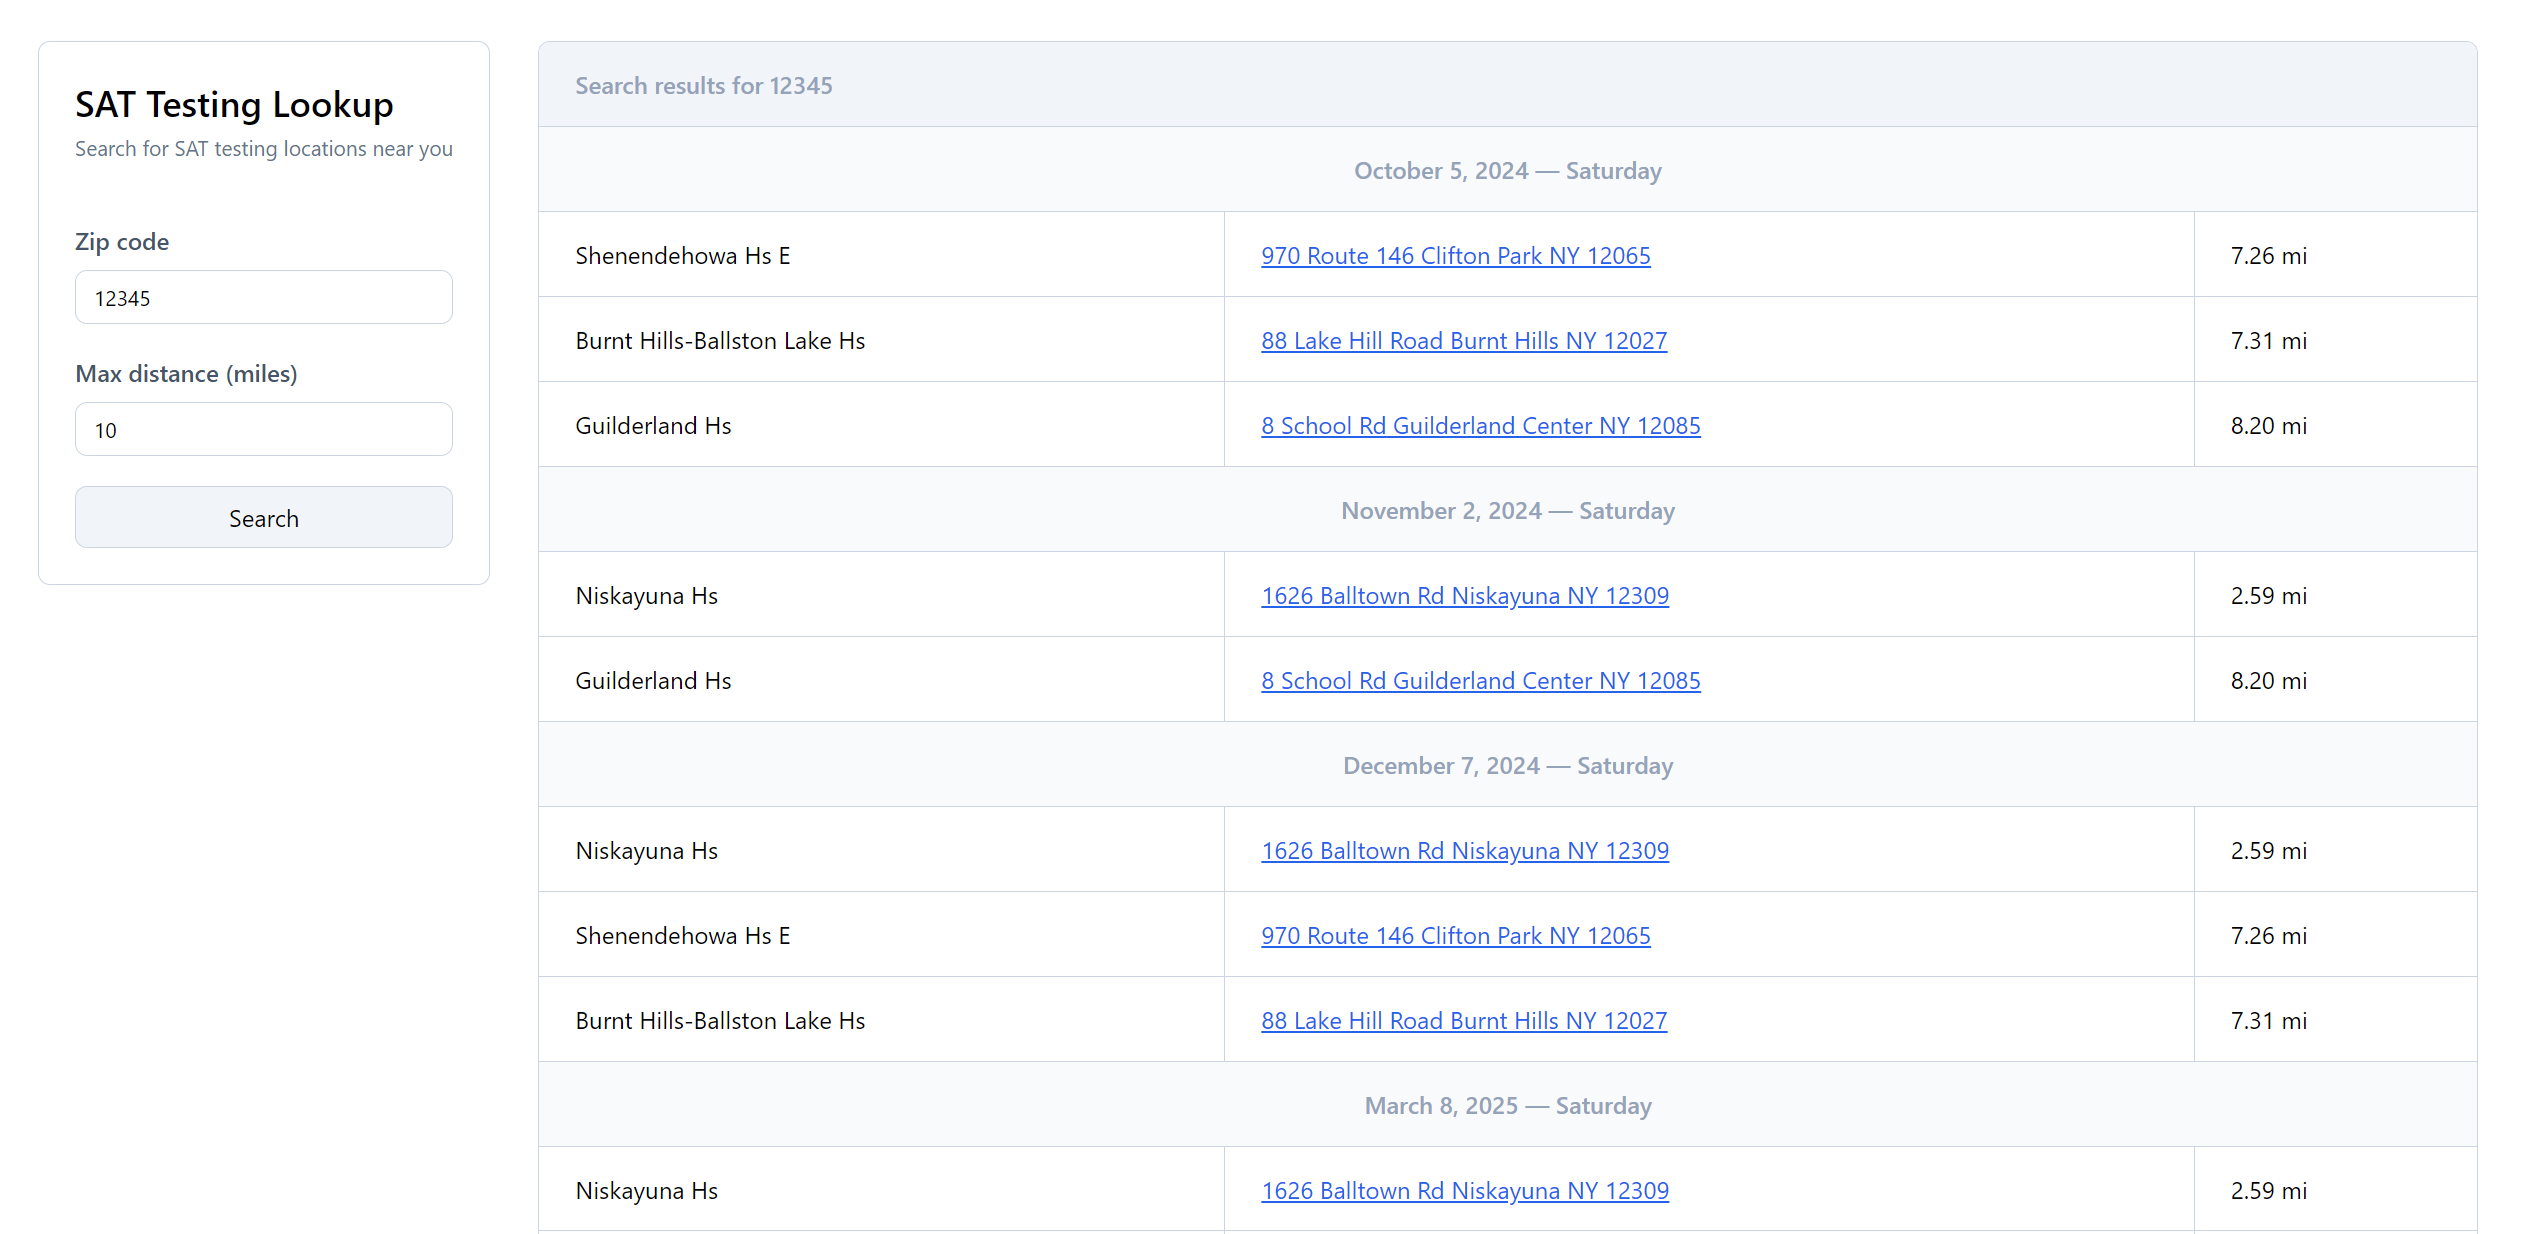 SAT Testing Lookup
Search for SAT testing locations near you
Zip code
12345
Max distance (miles)
10
Search
Search results for 12345
October 5, 2024 — Saturday
Shenendehowa Hs E 970 Route 146 Clifton Park NY 12065 7.26 mi
Burnt Hills-Ballston Lake Hs 88 Lake Hill Road Burnt Hills NY 12027 7.31 mi
Guilderland Hs 8 School Rd Guilderland Center NY 12085 8.20 mi
November 2, 2024 — Saturday
Niskayuna Hs 1626 Balltown Rd Niskayuna NY 12309 2.59 mi
Guilderland Hs 8 School Rd Guilderland Center NY 12085 8.20 mi
December 7, 2024 — Saturday
Niskayuna Hs 1626 Balltown Rd Niskayuna NY 12309 2.59 mi
Shenendehowa Hs E 970 Route 146 Clifton Park NY 12065 7.26 mi
Burnt Hills-Ballston Lake Hs 88 Lake Hill Road Burnt Hills NY 12027 7.31 mi
March 8, 2025 — Saturday
Niskayuna Hs 1626 Balltown Rd Niskayuna NY 12309 2.59 mi